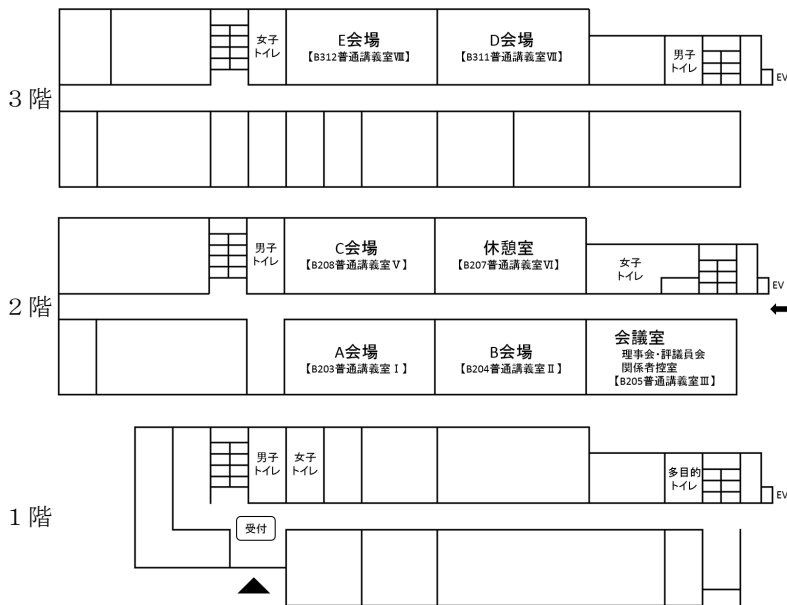 3階
女子
トイレ
E会場
【B312普通講義室Ⅷ】
D会場
【B311普通講義室Ⅶ】
男子
トイレ
EV
2階
男子
トイレ
C会場
【B208普通講義室Ⅴ】
休憩室
【B207普通講義室Ⅵ】
女子
トイレ
EV
A会場
【B203普通講義室Ⅰ】
B会場
【B204普通講義室Ⅱ】
会議室
理事会・評議員会
関係者控室
【B205普通講義室Ⅲ】
1階
男子
トイレ
女子
トイレ
多目的
トイレ
EV
受付